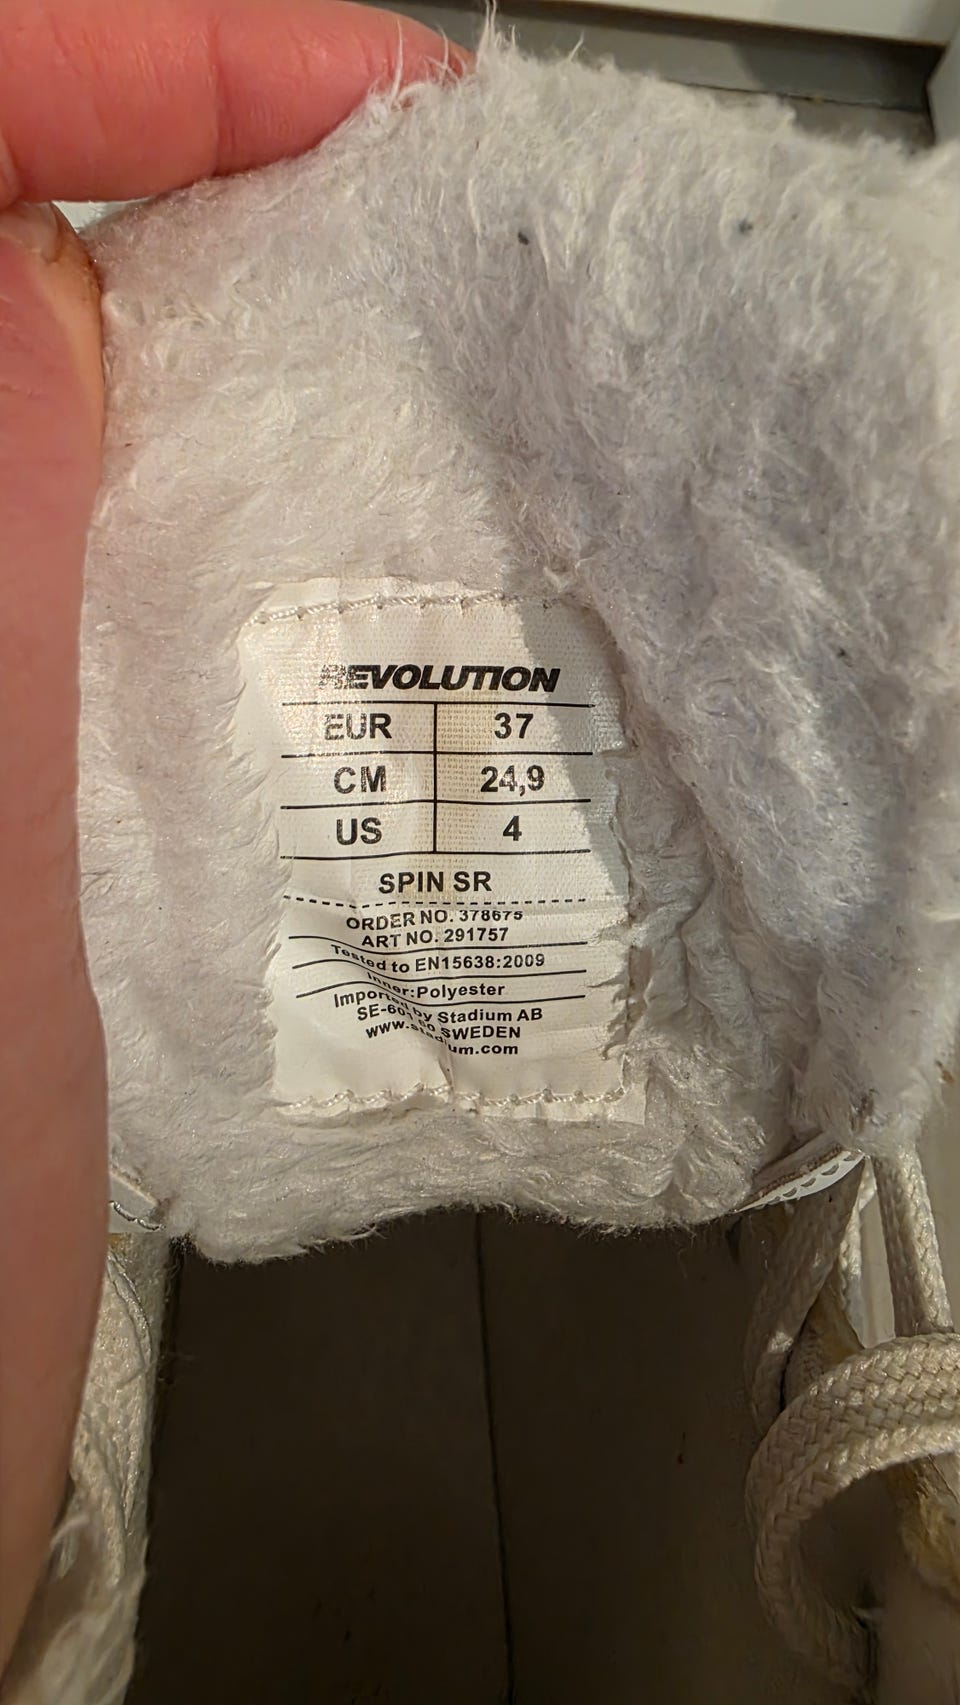 REVOLUTION
EUR 37
CM 24,9
US 4
SPIN SR
ORDER NO. 378675
ART NO. 291757
Tested to EN15638:2009
Inner:Polyester
Imported by Stadium AB
SWEDEN